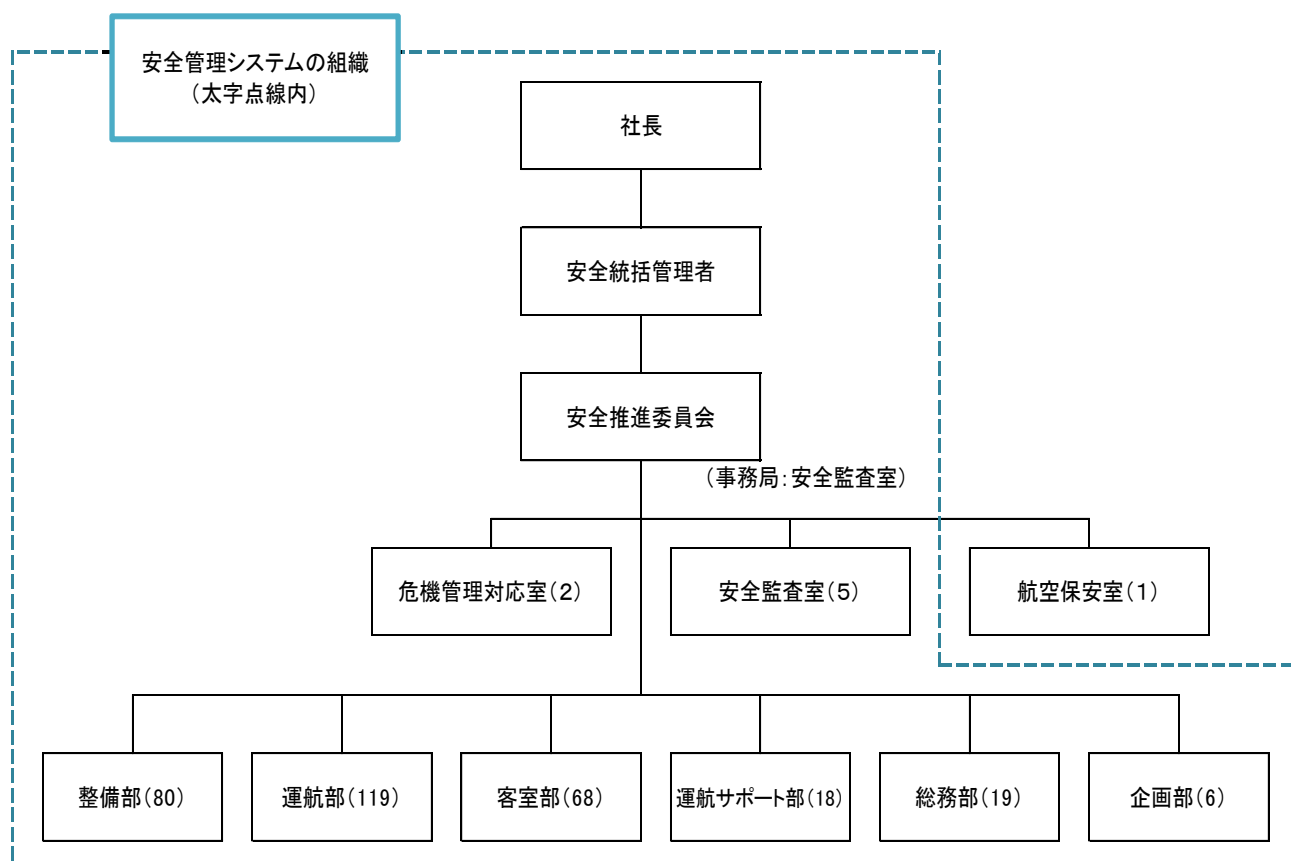 安全管理システムの組織
（太字点線内）
社長
安全統括管理者
安全推進委員会
（事務局：安全監査室）
危機管理対応室（２）
安全監査室（５）
航空保安室（１）
整備部（80）
運航部（119）
客室部（68）
運航サポート部（18）
総務部（19）
企画部（6）